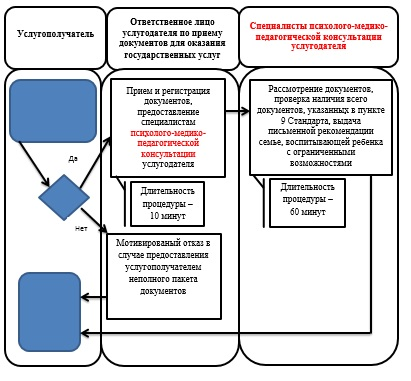 Услугополучатель
Ответственное лицо
услугодателя по приему
документов для оказания
государственных услуг
Специалисты психолого-медико-
педагогической консультации
услугодателя
Прием и регистрация
документов,
предоставление
специалистам
психолого-медико-
педагогической
консультации
услугодателя
Рассмотрение документов,
проверка наличия всего
документов, указанных в пункте
9 Стандарта, выдача
письменной рекомендации
семье, воспитывающей ребенка
с ограниченными
возможностями
Да
Длительность
процедуры –
10 минут
Длительность
процедуры –
60 минут
Нет
Мотивированый отказ в
случае предоставления
услугополучателем
неполного пакета
документов